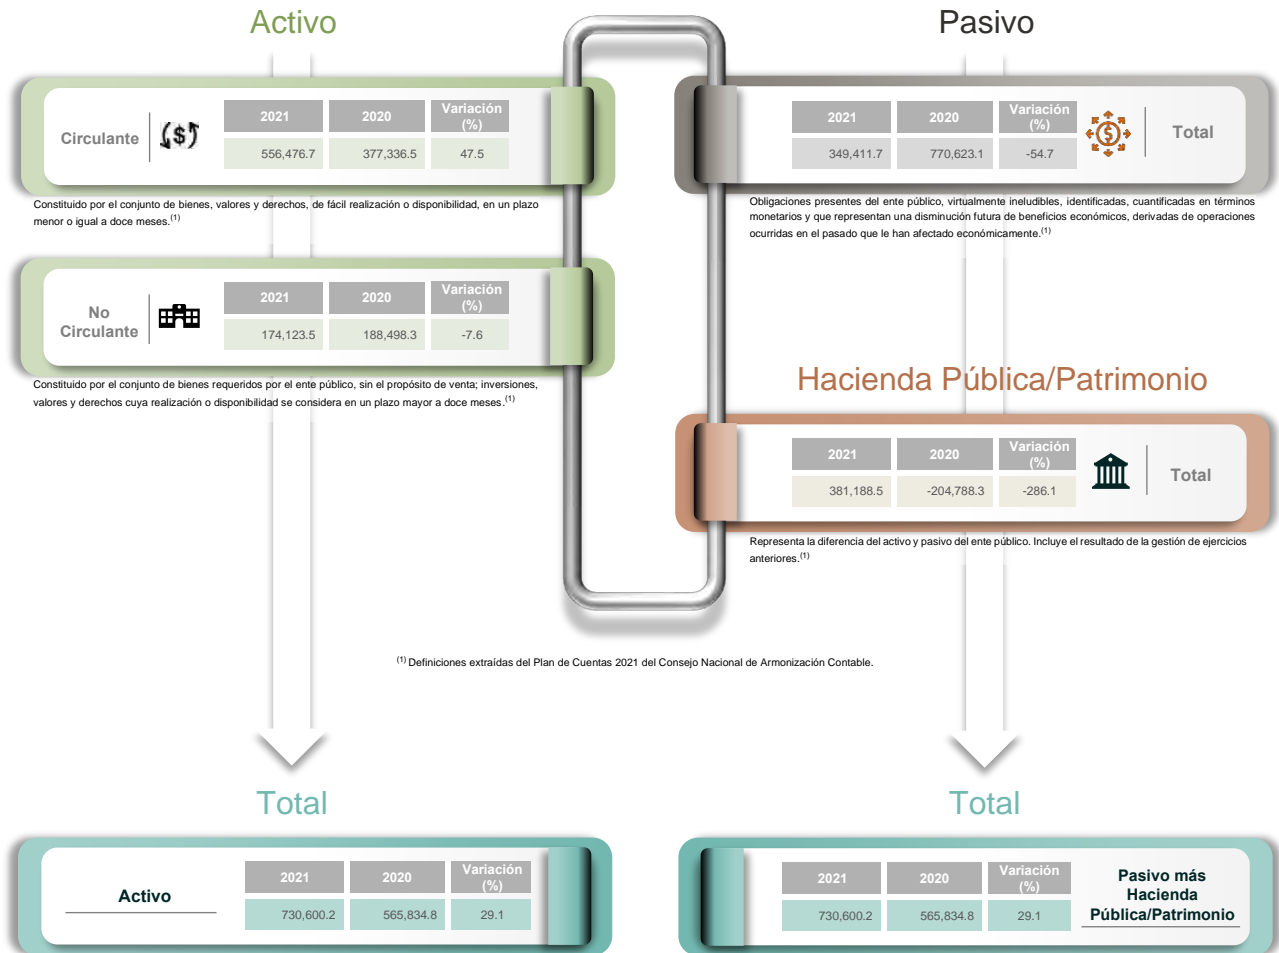 Activo
Circulante
2021 2020 Variación (%)
556,476.7 377,336.5 47.5
Constituido por el conjunto de bienes, valores y derechos, de fácil realización o disponibilidad, en un plazo
menor o igual a doce meses.(1)
No
Circulante
2021 2020 Variación (%)
174,123.5 188,498.3 -7.6
Constituido por el conjunto de bienes requeridos por el ente público, sin el propósito de venta; inversiones,
valores y derechos cuya realización o disponibilidad se considera en un plazo mayor a doce meses.(1)
Pasivo
2021 2020 Variación (%)
349,411.7 770,623.1 -54.7
Total
Obligaciones presentes del ente público, virtualmente ineludibles, identificadas, cuantificadas en términos
monetarios y que representan una disminución futura de beneficios económicos, derivadas de operaciones
ocurridas en el pasado que le han afectado económicamente.(1)
Hacienda Pública/Patrimonio
2021 2020 Variación (%)
381,188.5 -204,788.3 -286.1
Total
Representa la diferencia del activo y pasivo del ente público. Incluye el resultado de la gestión de ejercicios
anteriores.(1)
(1) Definiciones extraídas del Plan de Cuentas 2021 del Consejo Nacional de Armonización Contable.
Total
Activo
2021 2020 Variación (%)
730,600.2 565,834.8 29.1
Total
2021 2020 Variación (%)
730,600.2 565,834.8 29.1
Pasivo más
Hacienda
Pública/Patrimonio